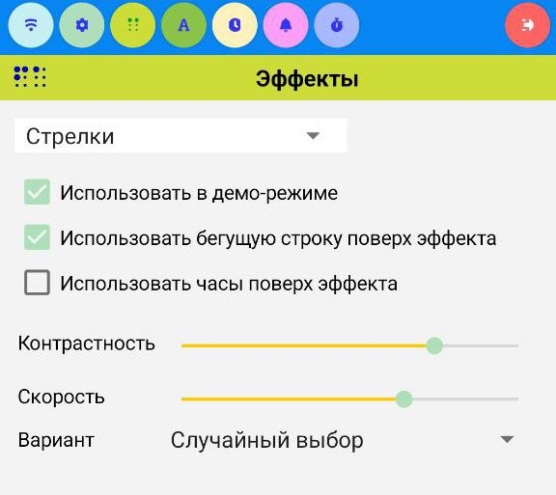 A
Эффекты
Стрелки
Использовать в демо-режиме
Использовать бегущую строку поверх эффекта
Использовать часы поверх эффекта
Контрастность
Скорость
Вариант Случайный выбор